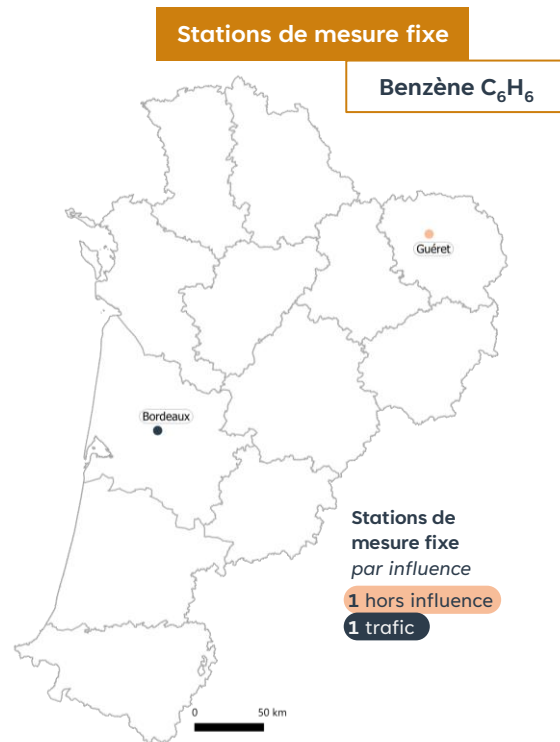 Stations de mesure fixe
Benzène C₆H₆
Guéret
Bordeaux
Stations de
mesure fixe
par influence
1 hors influence
1 trafic
0 50 km